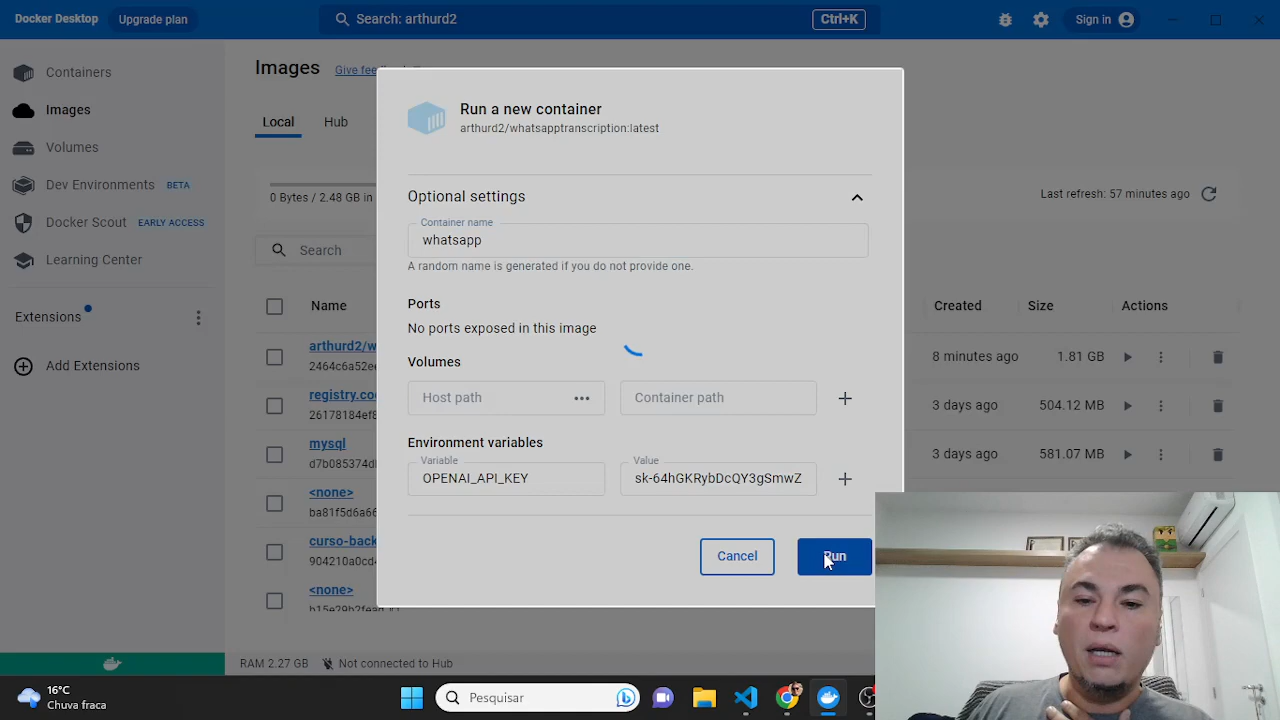 Docker Desktop
Upgrade plan
Search: arthurd2
Ctrl+K
Sign in
Containers
Images
Volumes
Dev Environments BETA
Docker Scout EARLY ACCESS
Learning Center
Extensions
Add Extensions
Images
Give
Local
Hub
0 Bytes / 2.48 GB in
Last refresh: 57 minutes ago
Search
Name
Created
Size
Actions
arthurd2/w
2464c6a52ee
8 minutes ago
1.81 GB
registry.co
26178184ef8
3 days ago
504.12 MB
mysql
d7b085374d
3 days ago
581.07 MB
<none>
ba81f5d6a66
curso-back
904210a0cd4
<none>
Run a new container
arthurd2/whatsapptranscription:latest
Optional settings
Container name
whatsapp
A random name is generated if you do not provide one.
Ports
No ports exposed in this image
Volumes
Host path
Container path
Environment variables
Variable
OPENAI_API_KEY
Value
sk-64hGKRybDcQY3gSmwZ
Cancel
Run
RAM 2.27 GB
Not connected to Hub
16°C
Chuva fraca
Pesquisar